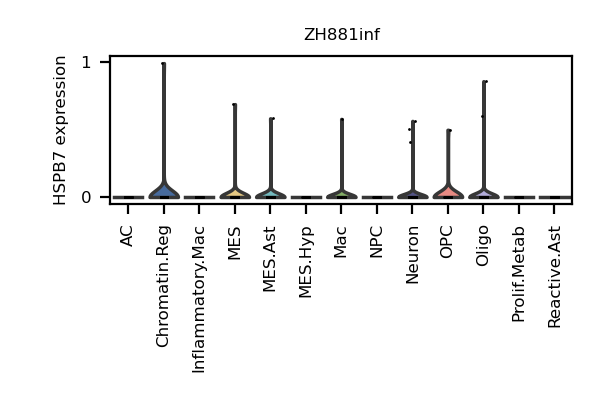 ZH881inf
HSPB7 expression
1
0
AC
Chromatin.Reg
Inflammatory.Mac
MES
MES.Ast
MES.Hyp
Mac
NPC
Neuron
OPC
Oligo
Prolif.Metab
Reactive.Ast